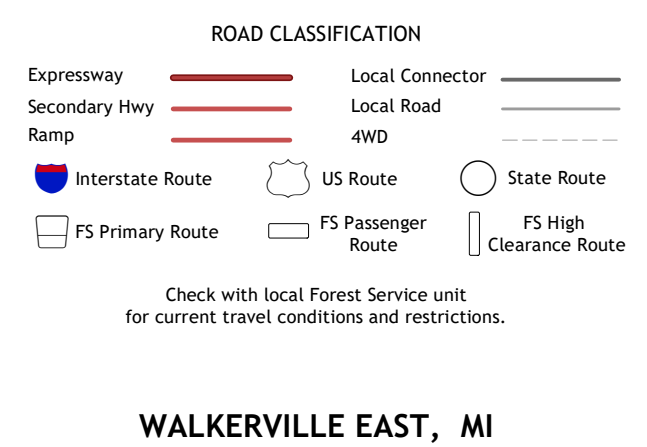 ROAD CLASSIFICATION
Expressway
Local Connector
Secondary Hwy
Local Road
Ramp
4WD
Interstate Route
US Route
State Route
FS Primary Route
FS Passenger
Route
FS High
Clearance Route
Check with local Forest Service unit
for current travel conditions and restrictions.
WALKERVILLE EAST, MI